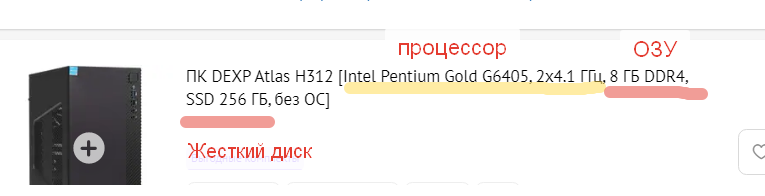 процессор ОЗУ
ПК DEXP Atlas H312 [Intel Pentium Gold G6405, 2x4.1 ГГц, 8 ГБ DDR4,
SSD 256 ГБ, без ОС]
Жесткий диск